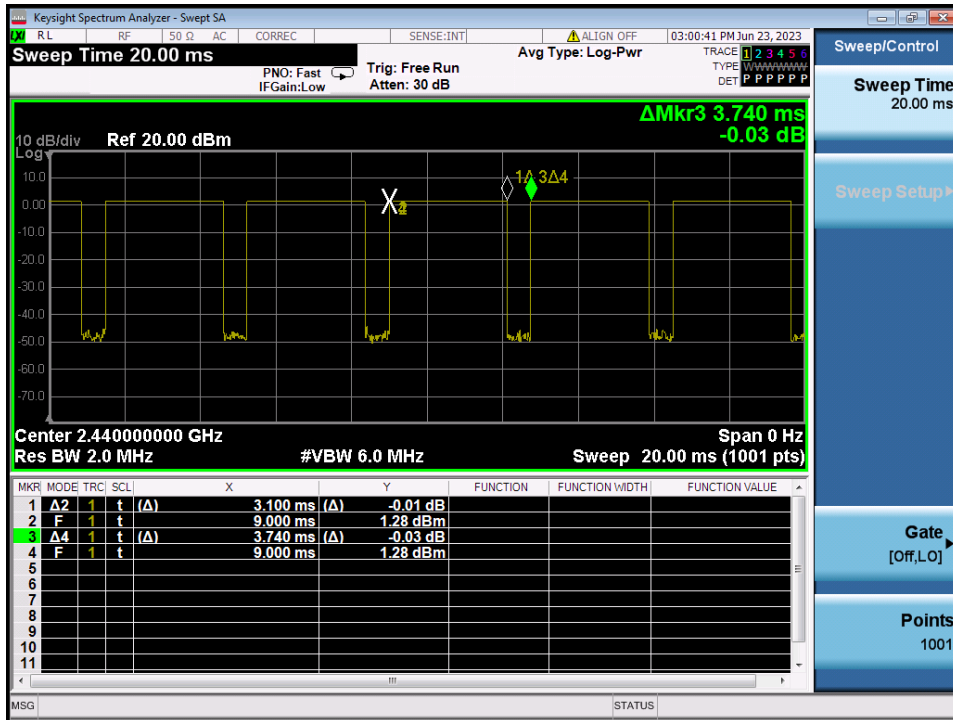 Keysight Spectrum Analyzer - Swept SA
LXI RL RF 50 Ω AC CORREC SENSE:INT ALIGN OFF 03:00:41 PM Jun 23, 2023
Sweep Time 20.00 ms
PNO: Fast
IFGain:Low
Trig: Free Run
Atten: 30 dB
Avg Type: Log-Pwr
TRACE 1 2 3 4 5 6
TYPE WWWWWW
DET P P P P P P
ΔMkr3 3.740 ms
-0.03 dB
10 dB/div Ref 20.00 dBm
Log
10.0
0.00
-10.0
-20.0
-30.0
-40.0
-50.0
-60.0
-70.0
1Δ 3Δ4
Center 2.440000000 GHz Span 0 Hz
Res BW 2.0 MHz #VBW 6.0 MHz Sweep 20.00 ms (1001 pts)
MKR MODE TRC SCL X Y FUNCTION FUNCTION WIDTH FUNCTION VALUE
1 Δ2 1 t (Δ) 3.100 ms (Δ) -0.01 dB
2 F 1 t 9.000 ms 1.28 dBm
3 Δ4 1 t (Δ) 3.740 ms (Δ) -0.03 dB
4 F 1 t 9.000 ms 1.28 dBm
5
6
7
8
9
10
11
MSG STATUS
Sweep/Control
Sweep Time
20.00 ms
Sweep Setup
Gate
[Off,LO]
Points
1001